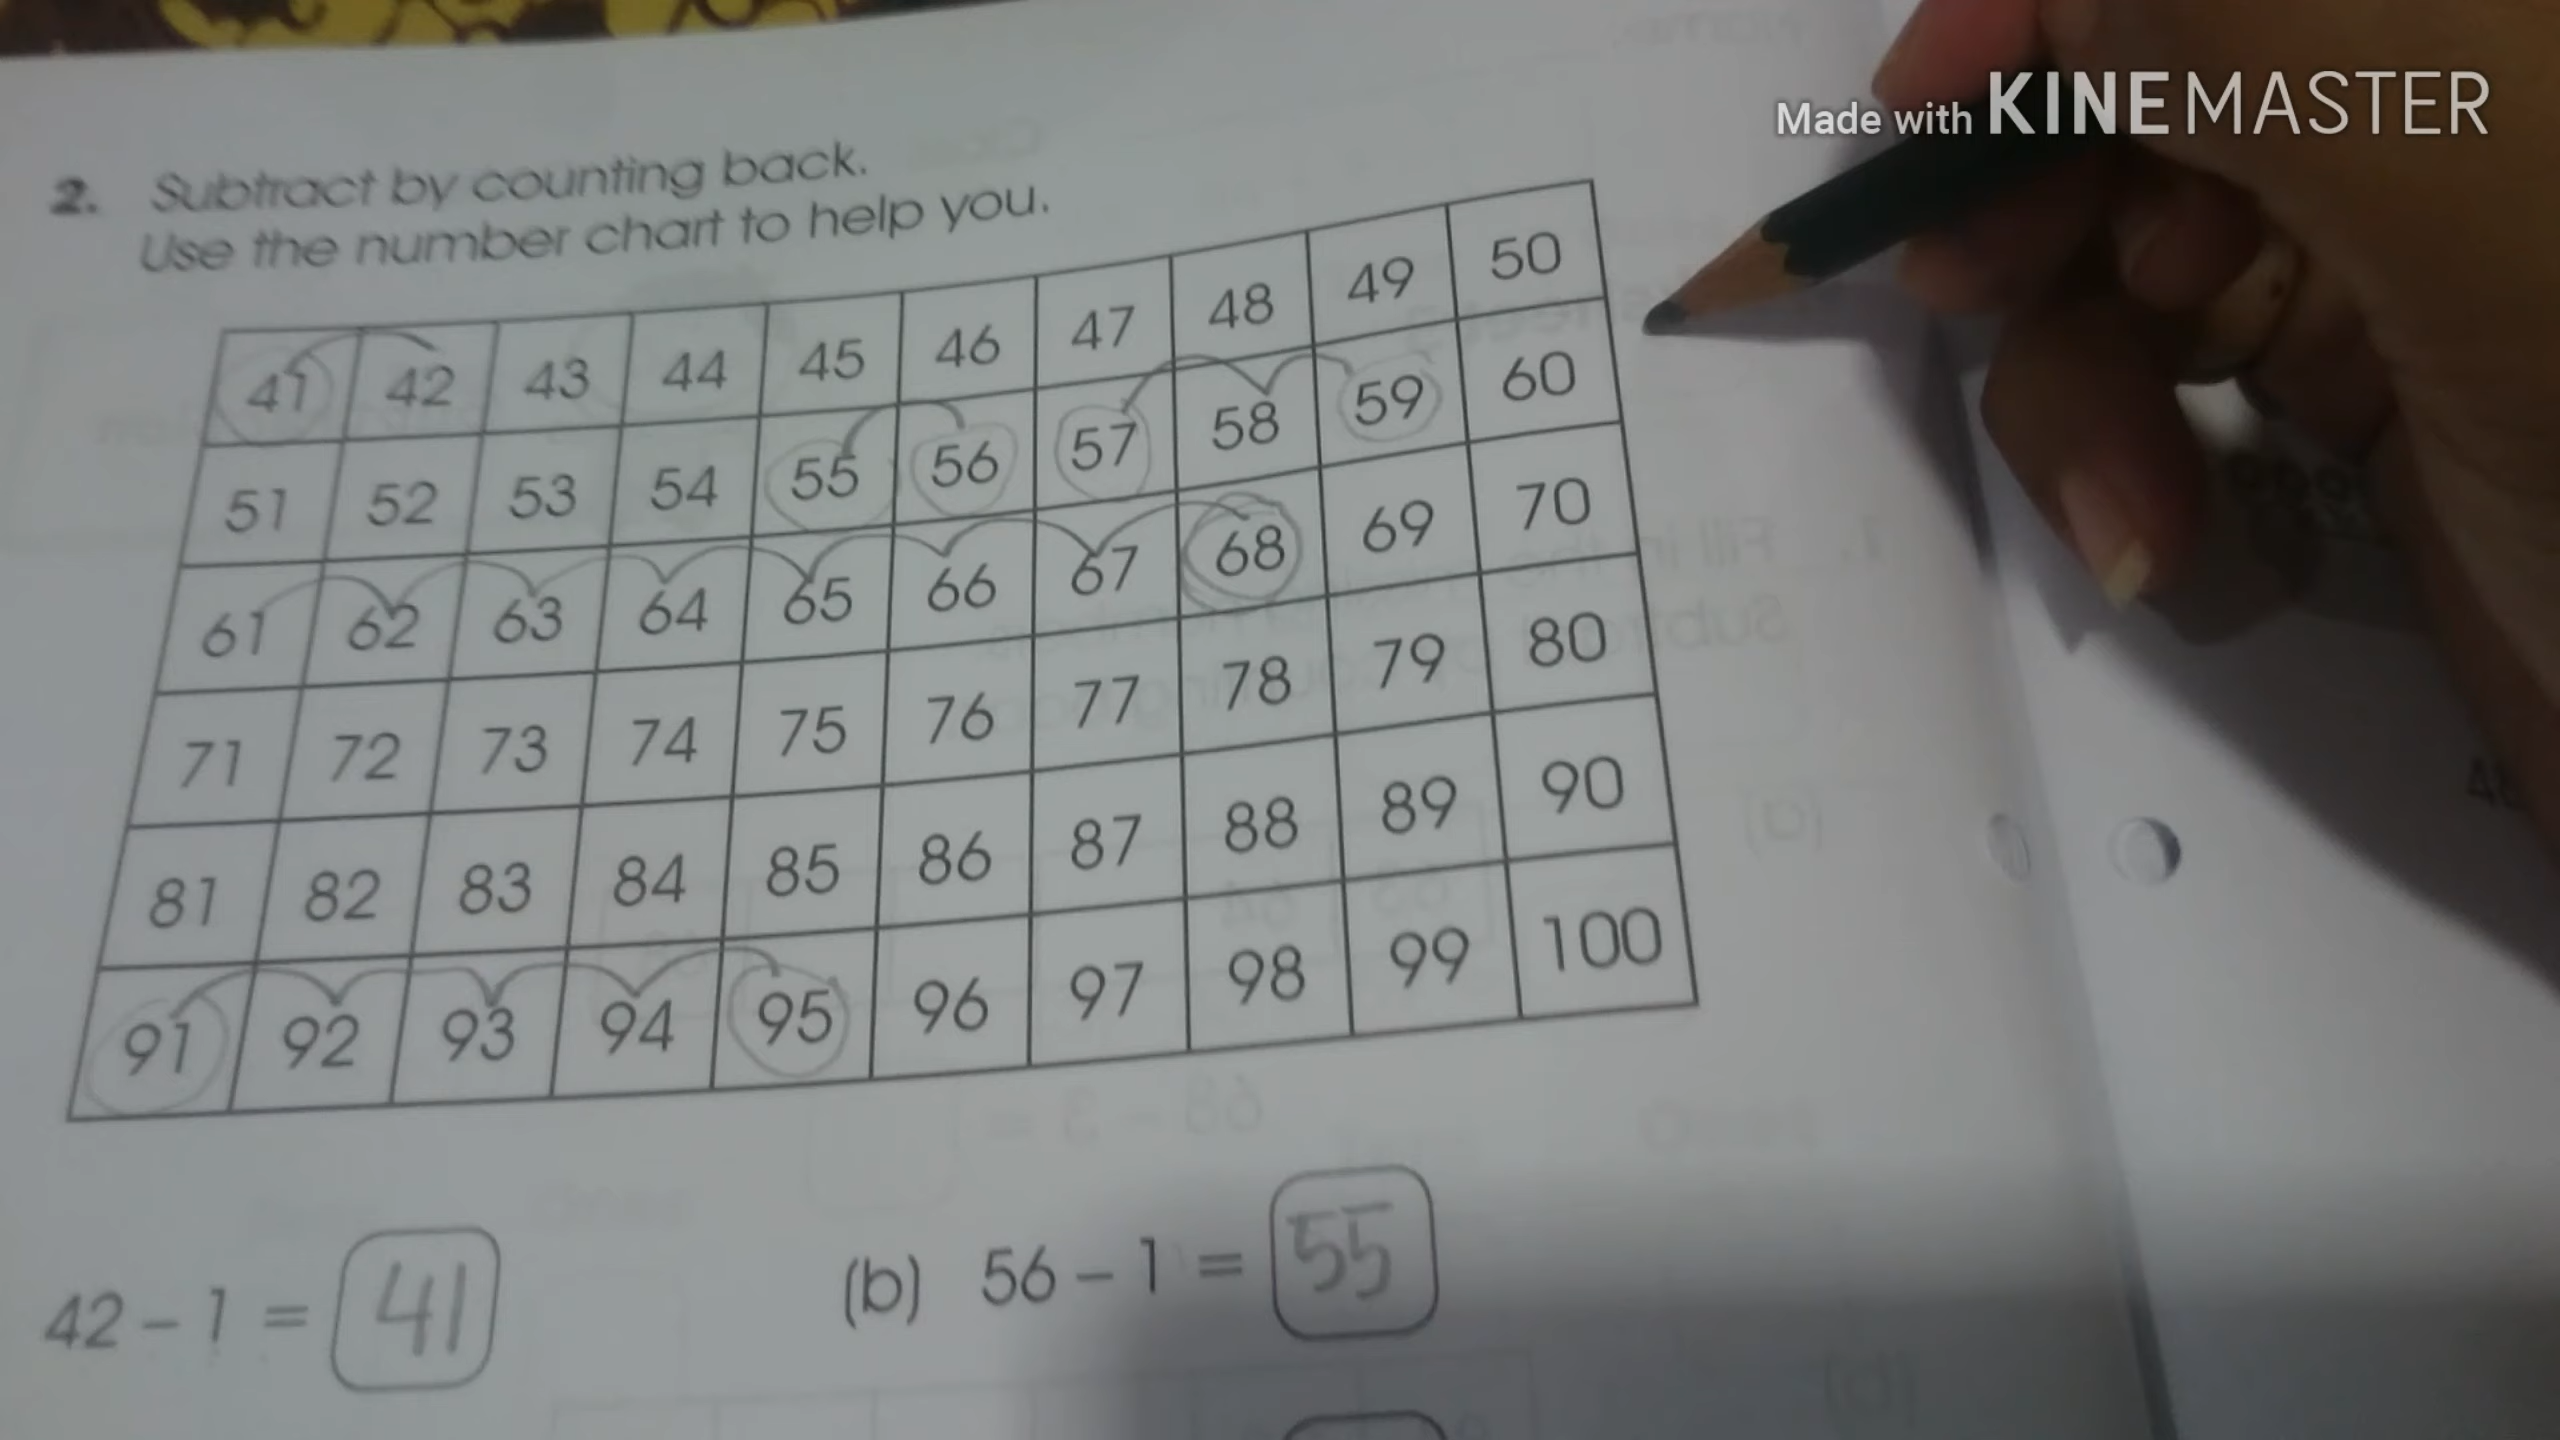 Made with KINEMASTER
2. Subtract by counting back.
Use the number chart to help you.
41 42 43 44 45 46 47 48 49 50
51 52 53 54 55 56 57 58 59 60
61 62 63 64 65 66 67 68 69 70
71 72 73 74 75 76 77 78 79 80
81 82 83 84 85 86 87 88 89 90
91 92 93 94 95 96 97 98 99 100
42 – 1 = 41
(b) 56 – 1 = 55